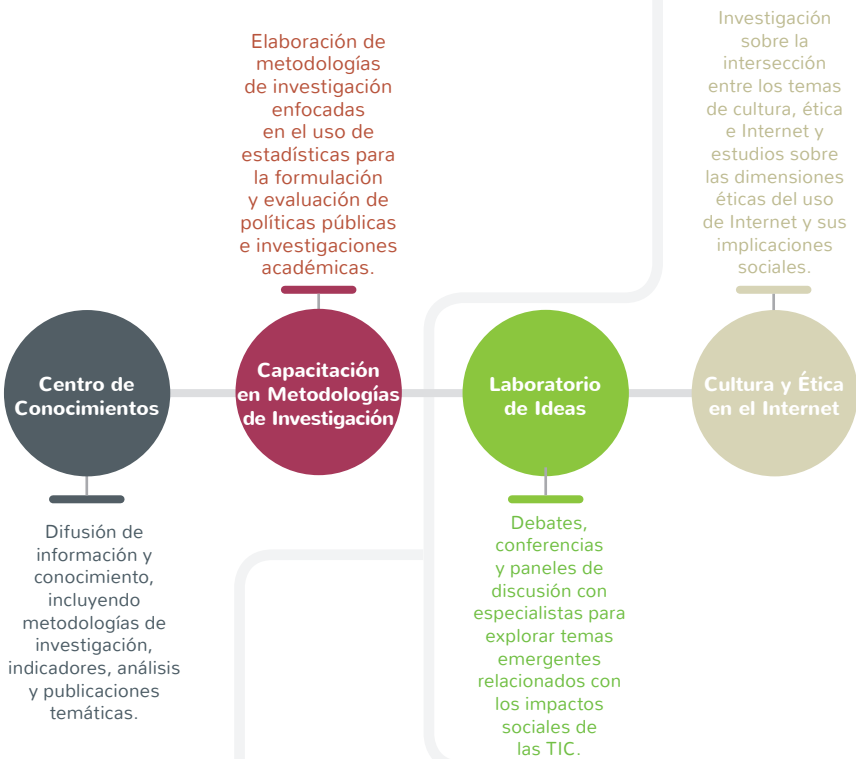 Centro de
Conocimientos
Difusión de
información y
conocimiento,
incluyendo
metodologías de
investigación,
indicadores, análisis
y publicaciones
temáticas.
Elaboración de
metodologías
de investigación
enfocadas
en el uso de
estadísticas para
la formulación
y evaluación de
políticas públicas
e investigaciones
académicas.
Capacitación
en Metodologías
de Investigación
Laboratorio
de Ideas
Debates,
conferencias
y paneles de
discusión con
especialistas para
explorar temas
emergentes
relacionados con
los impactos
sociales de
las TIC.
Investigación
sobre la
intersección
entre los temas
de cultura, ética
e Internet y
estudios sobre
las dimensiones
éticas del uso
de Internet y sus
implicaciones
sociales.
Cultura y Ética
en el Internet